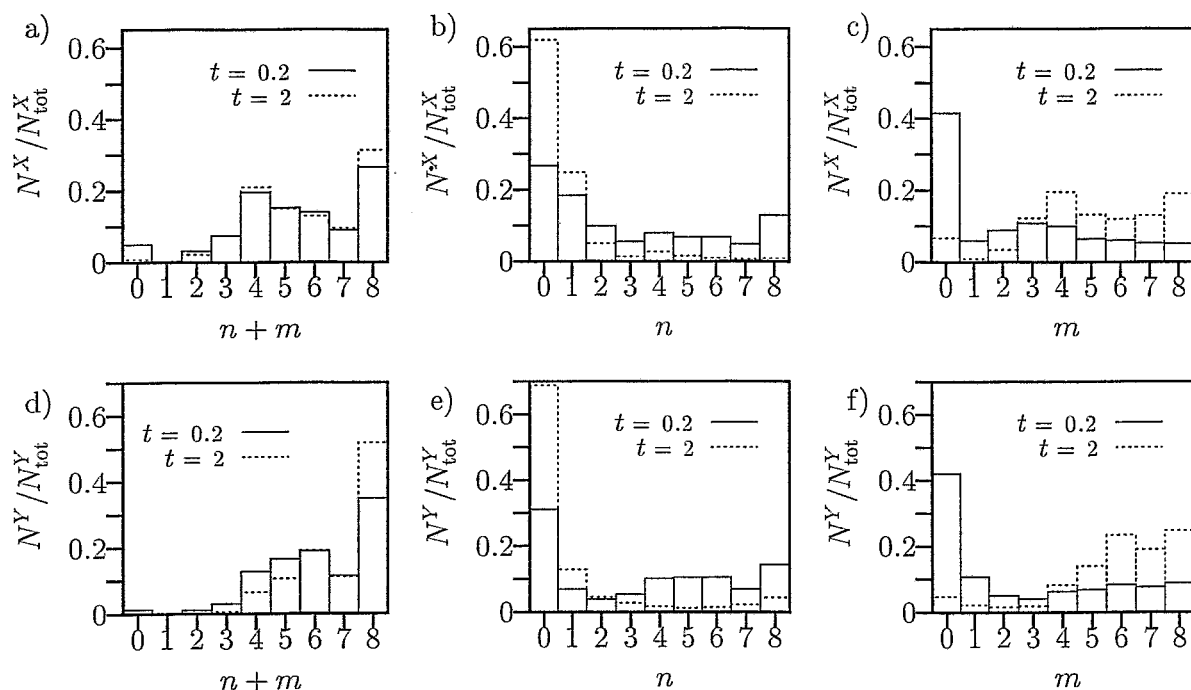 a)
N^X/N^X_tot
0.6
0.4
0.2
0
t = 0.2
t = 2
0 1 2 3 4 5 6 7 8
n + m
b)
N^X/N^X_tot
0.6
0.4
0.2
0
t = 0.2
t = 2
0 1 2 3 4 5 6 7 8
n
c)
N^X/N^X_tot
0.6
0.4
0.2
0
t = 0.2
t = 2
0 1 2 3 4 5 6 7 8
m
d)
N^Y/N^Y_tot
0.6
0.4
0.2
0
t = 0.2
t = 2
0 1 2 3 4 5 6 7 8
n + m
e)
N^Y/N^Y_tot
0.6
0.4
0.2
0
t = 0.2
t = 2
0 1 2 3 4 5 6 7 8
n
f)
N^Y/N^Y_tot
0.6
0.4
0.2
0
t = 0.2
t = 2
0 1 2 3 4 5 6 7 8
m